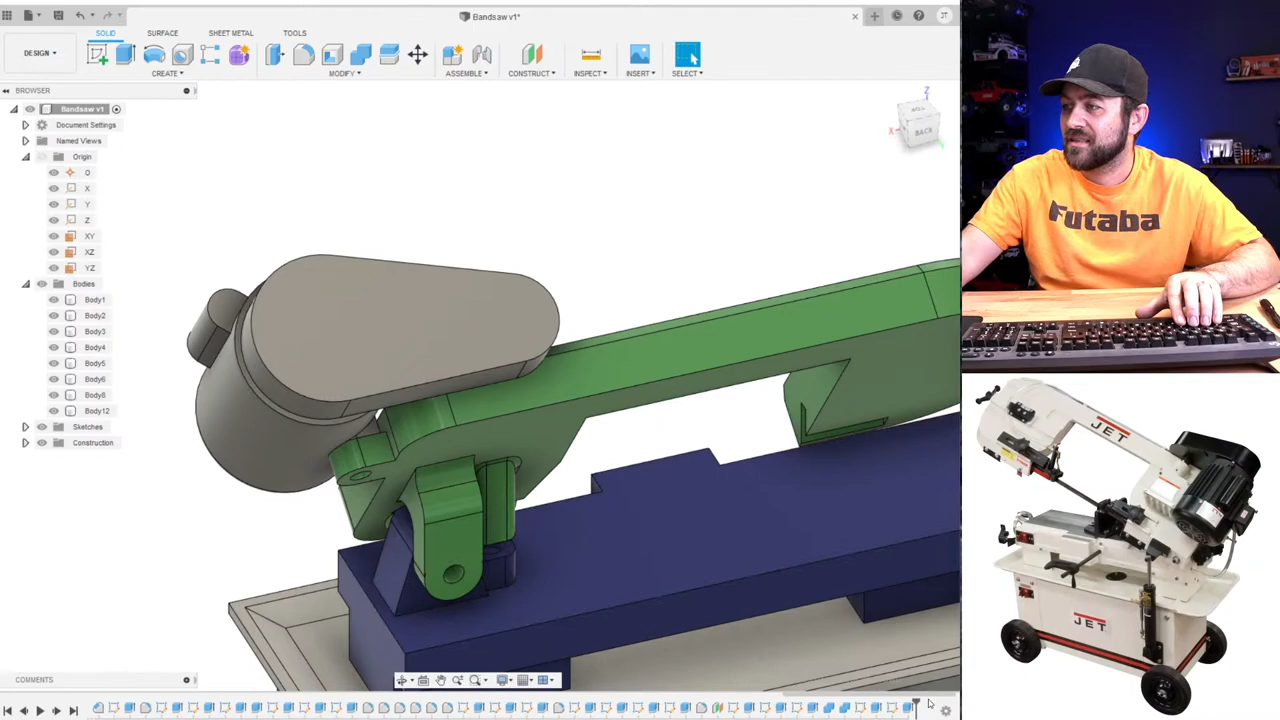 Bandsaw v1*
JT
SOLID
SURFACE
SHEET METAL
TOOLS
DESIGN
CREATE
MODIFY
ASSEMBLE
CONSTRUCT
INSPECT
INSERT
SELECT
BROWSER
Bandsaw v1
Document Settings
Named Views
Origin
O
X
Y
Z
XY
XZ
YZ
Bodies
Body1
Body2
Body3
Body4
Body5
Body6
Body8
Body12
Sketches
Construction
Z
X
BACK
COMMENTS
Futaba
JET
JET